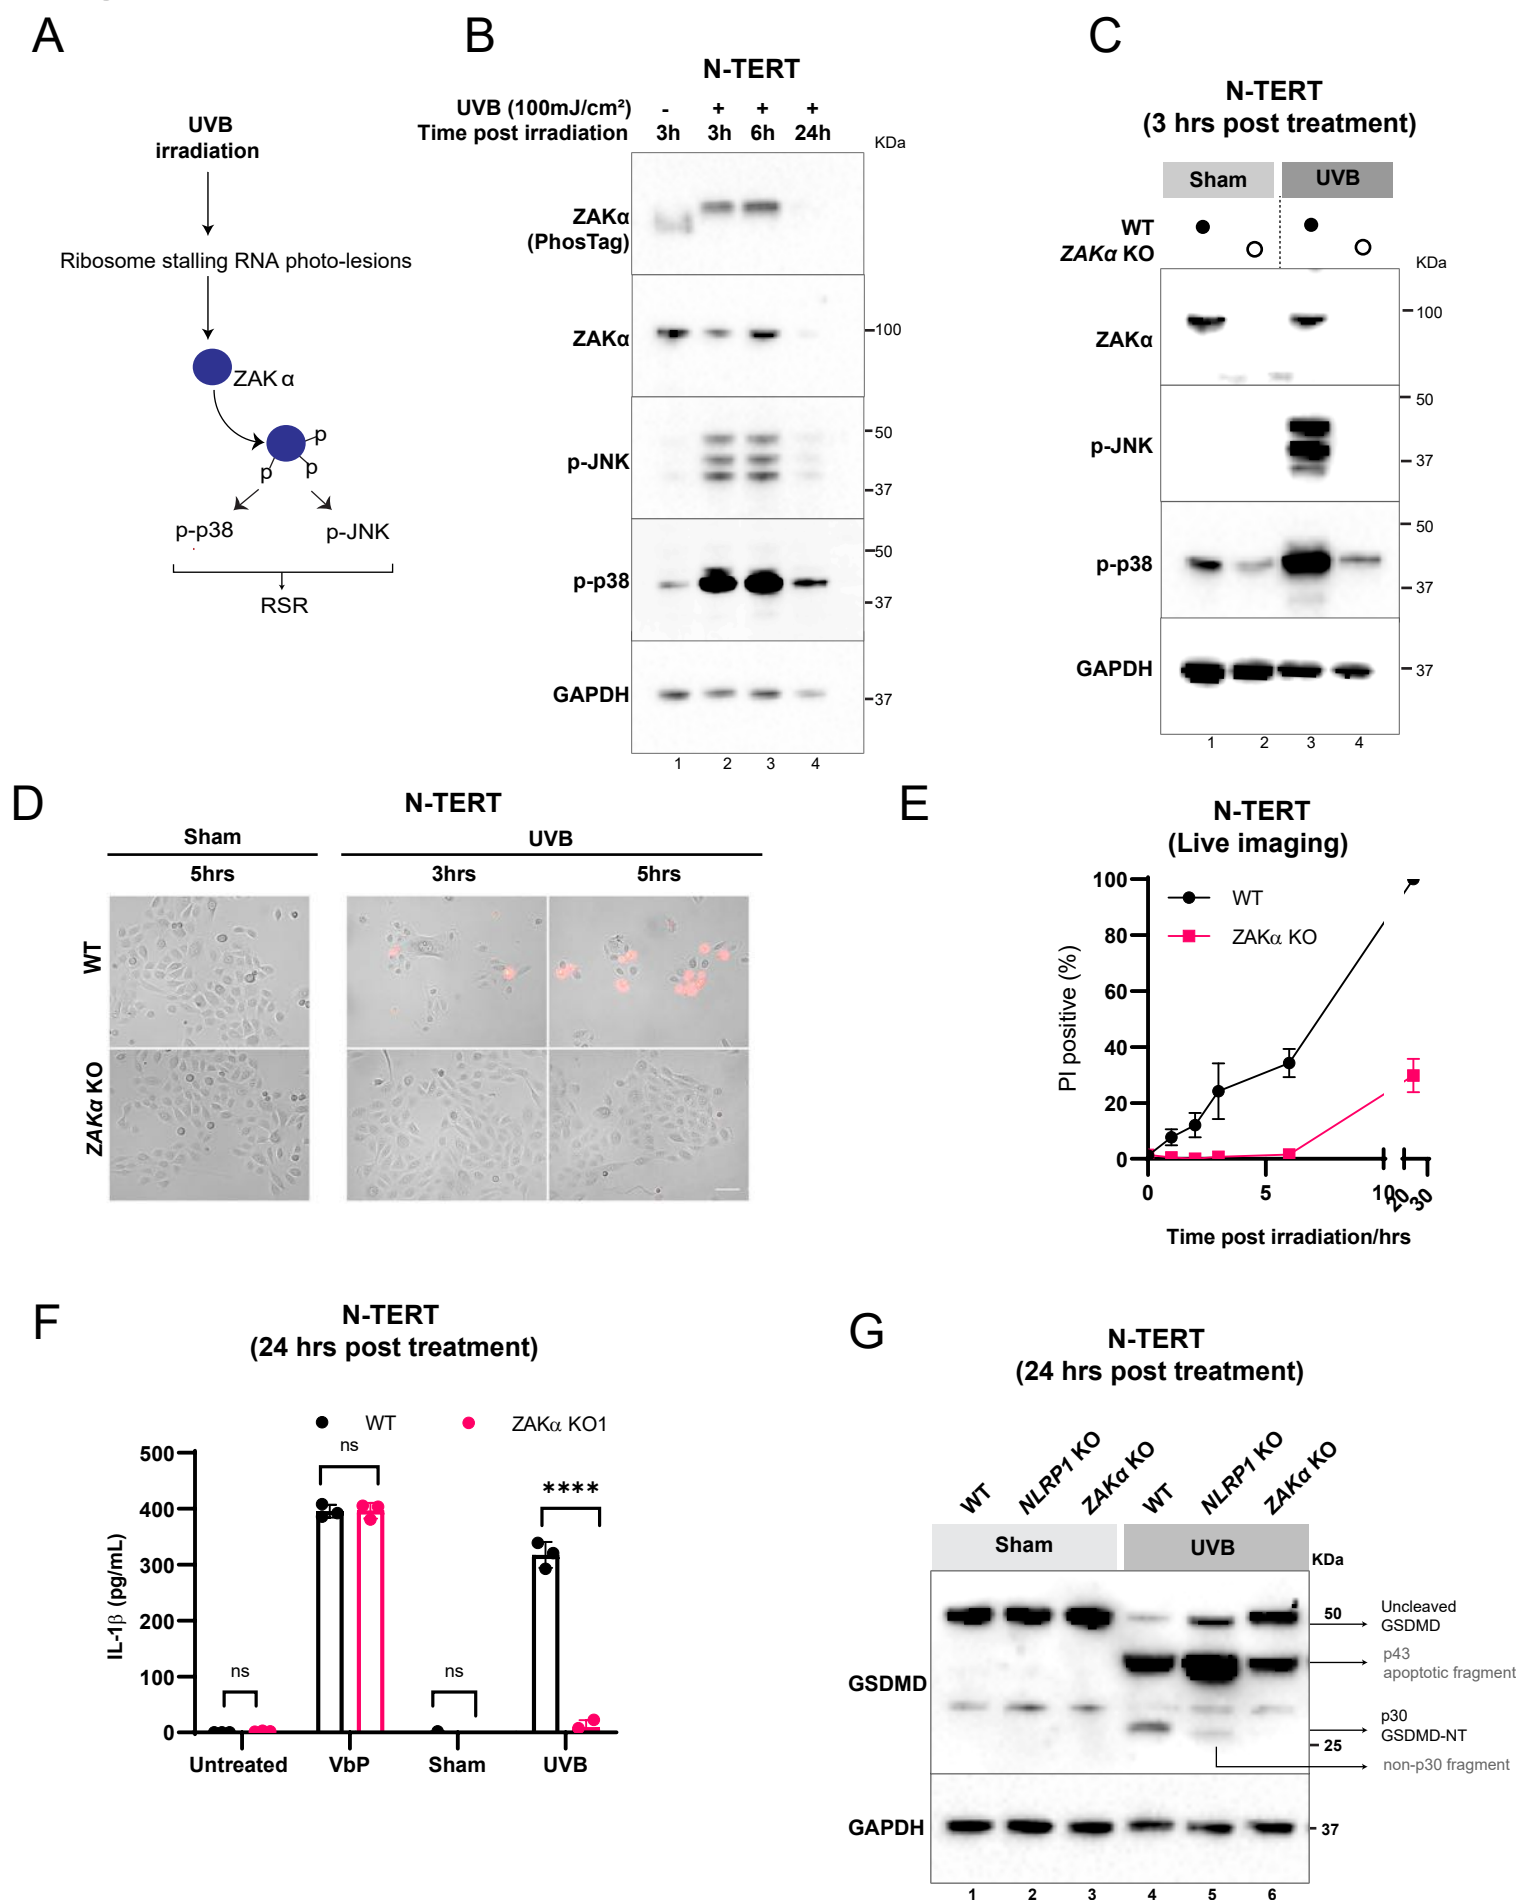 A
UVB
irradiation
Ribosome stalling RNA photo-lesions
ZAK α
p
p
p
p-p38
p-JNK
RSR
B
N-TERT
UVB (100mJ/cm²) - + + +
Time post irradiation 3h 3h 6h 24h
KDa
ZAKα
(PhosTag)
ZAKα
100
p-JNK
50
37
p-p38
50
37
GAPDH
37
1 2 3 4
C
N-TERT
(3 hrs post treatment)
Sham UVB
WT
ZAKα KO
KDa
ZAKα
100
p-JNK
50
37
p-p38
50
37
GAPDH
37
1 2 3 4
D
N-TERT
Sham UVB
5hrs 3hrs 5hrs
WT
ZAKα KO
E
N-TERT
(Live imaging)
WT
ZAKα KO
PI positive (%)
100
80
60
40
20
0
0 5 10 20 30
Time post irradiation/hrs
F
N-TERT
(24 hrs post treatment)
WT ZAKα KO1
IL-1β (pg/mL)
500
400
300
200
100
0
ns
ns
ns
****
Untreated VbP Sham UVB
G
N-TERT
(24 hrs post treatment)
WT NLRP1 KO ZAKα KO WT NLRP1 KO ZAKα KO
Sham UVB
KDa
GSDMD
50
25
Uncleaved
GSDMD
p43
apoptotic fragment
p30
GSDMD-NT
non-p30 fragment
GAPDH
37
1 2 3 4 5 6